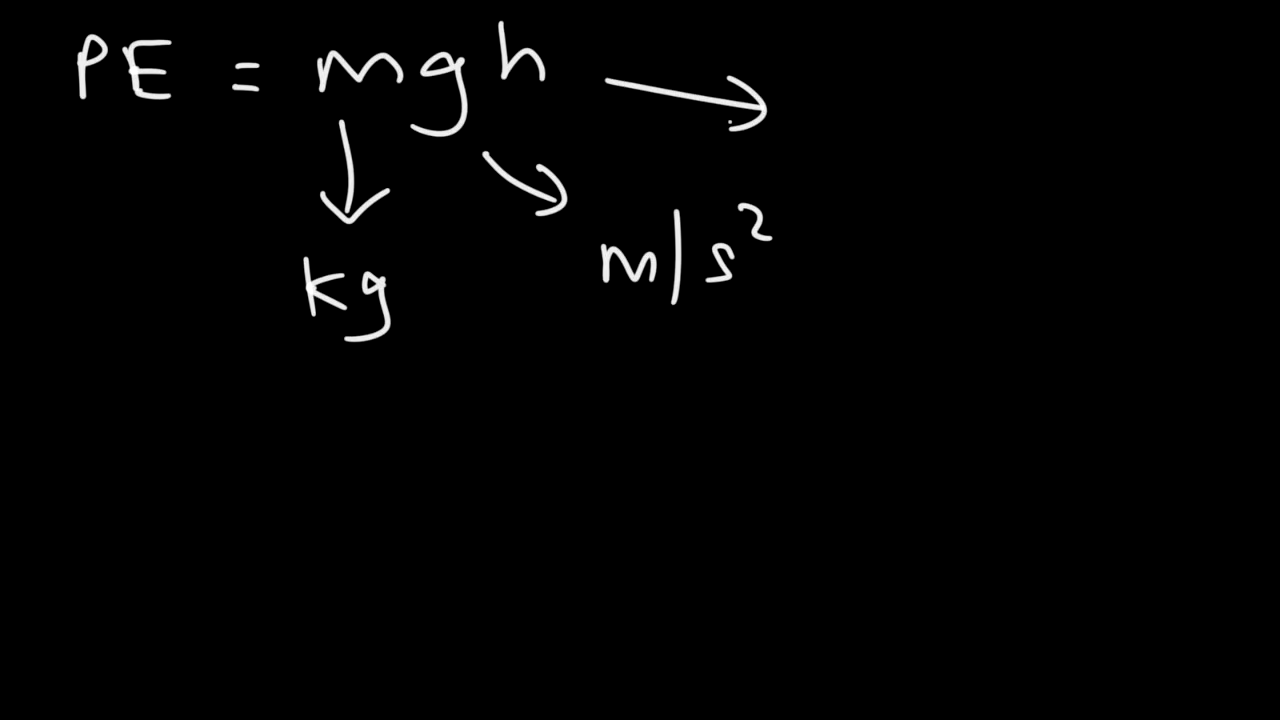 PE = mgh →
↓ ↘
kg m/s²